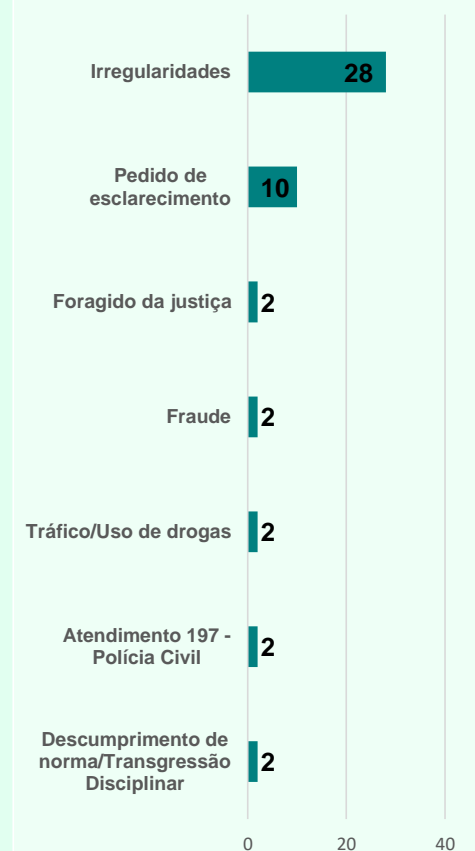 Irregularidades
28
Pedido de
esclarecimento
10
Foragido da justiça
2
Fraude
2
Tráfico/Uso de drogas
2
Atendimento 197 -
Polícia Civil
2
Descumprimento de
norma/Transgressão
Disciplinar
2
0 20 40